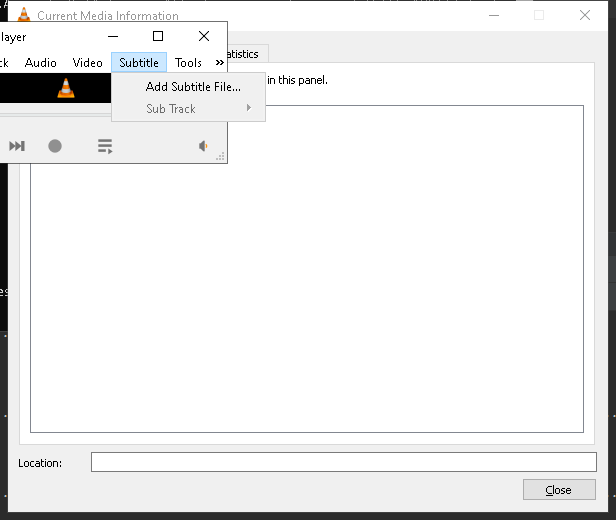 Current Media Information
layer
ck Audio Video Subtitle Tools »
atistics
Add Subtitle File...
in this panel.
Sub Track
Location:
Close